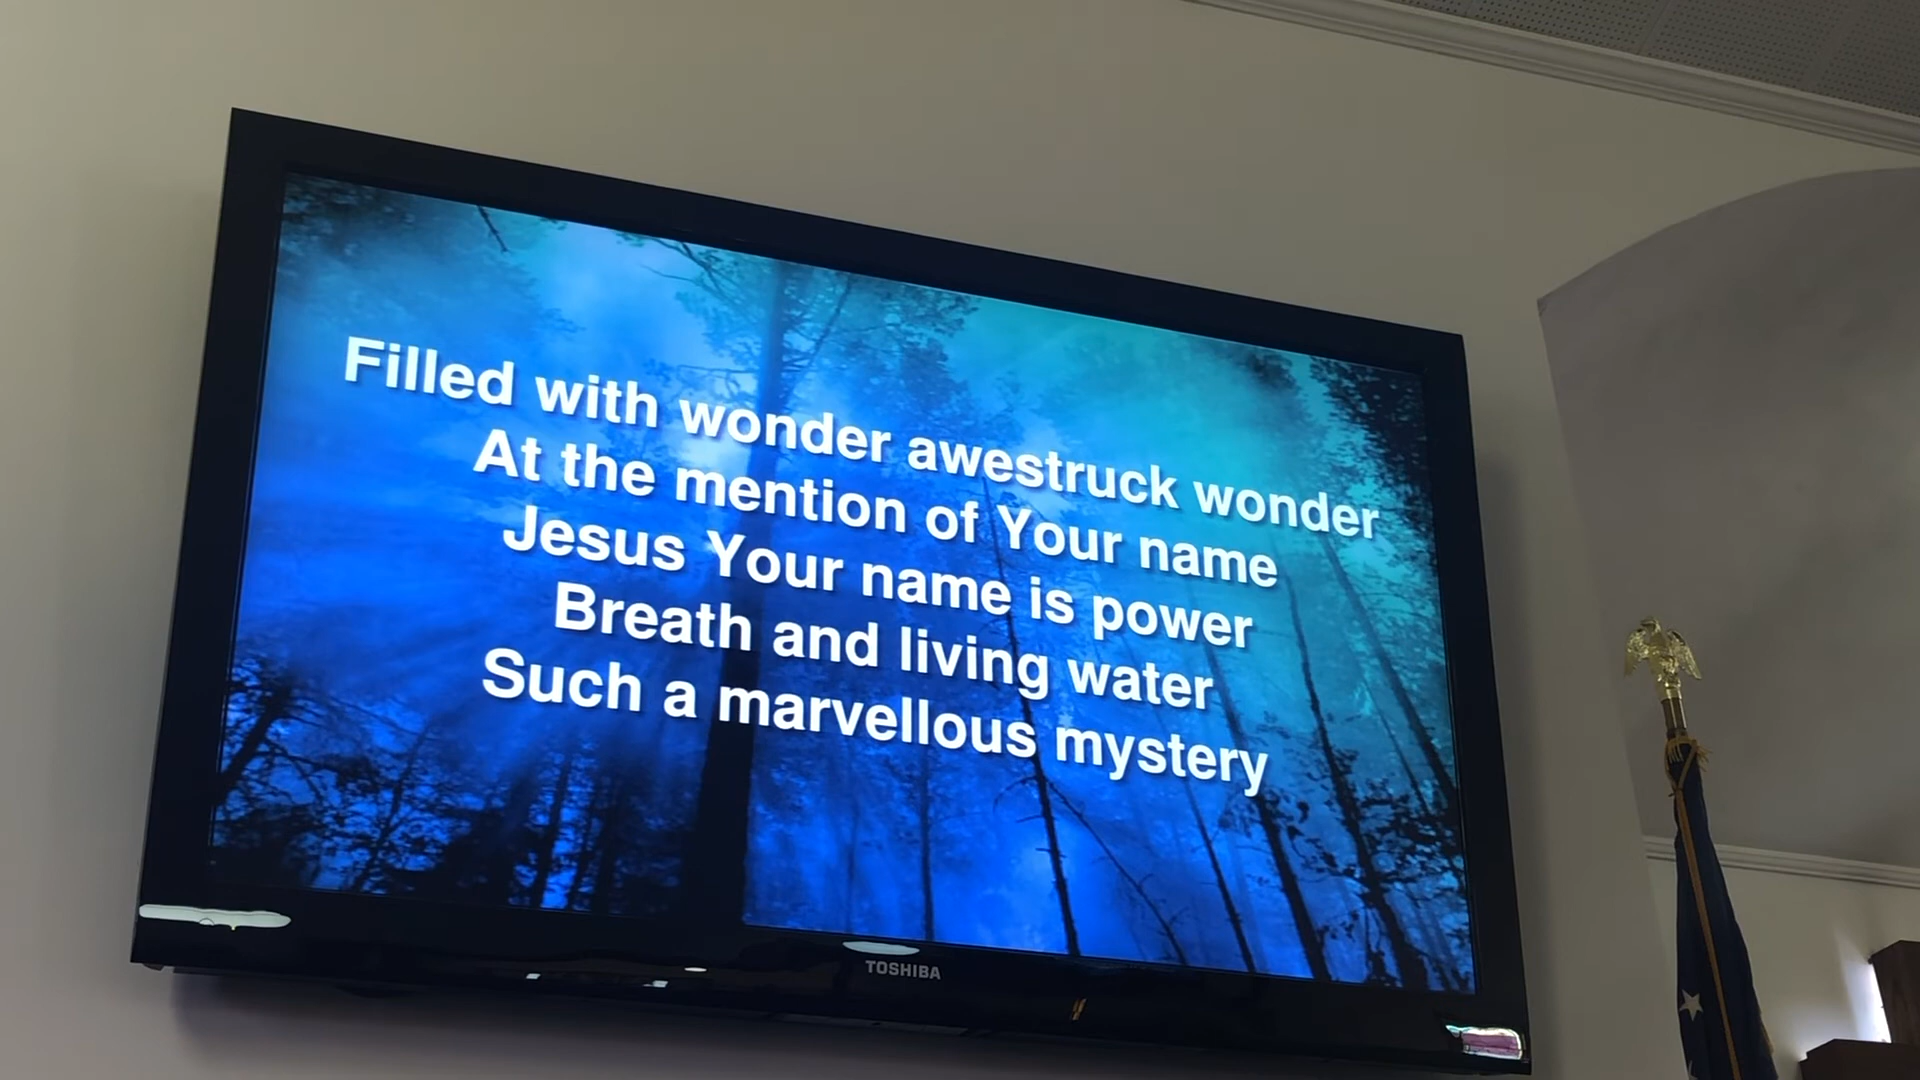 Filled with wonder awestruck wonder
At the mention of Your name
Jesus Your name is power
Breath and living water
Such a marvellous mystery
TOSHIBA